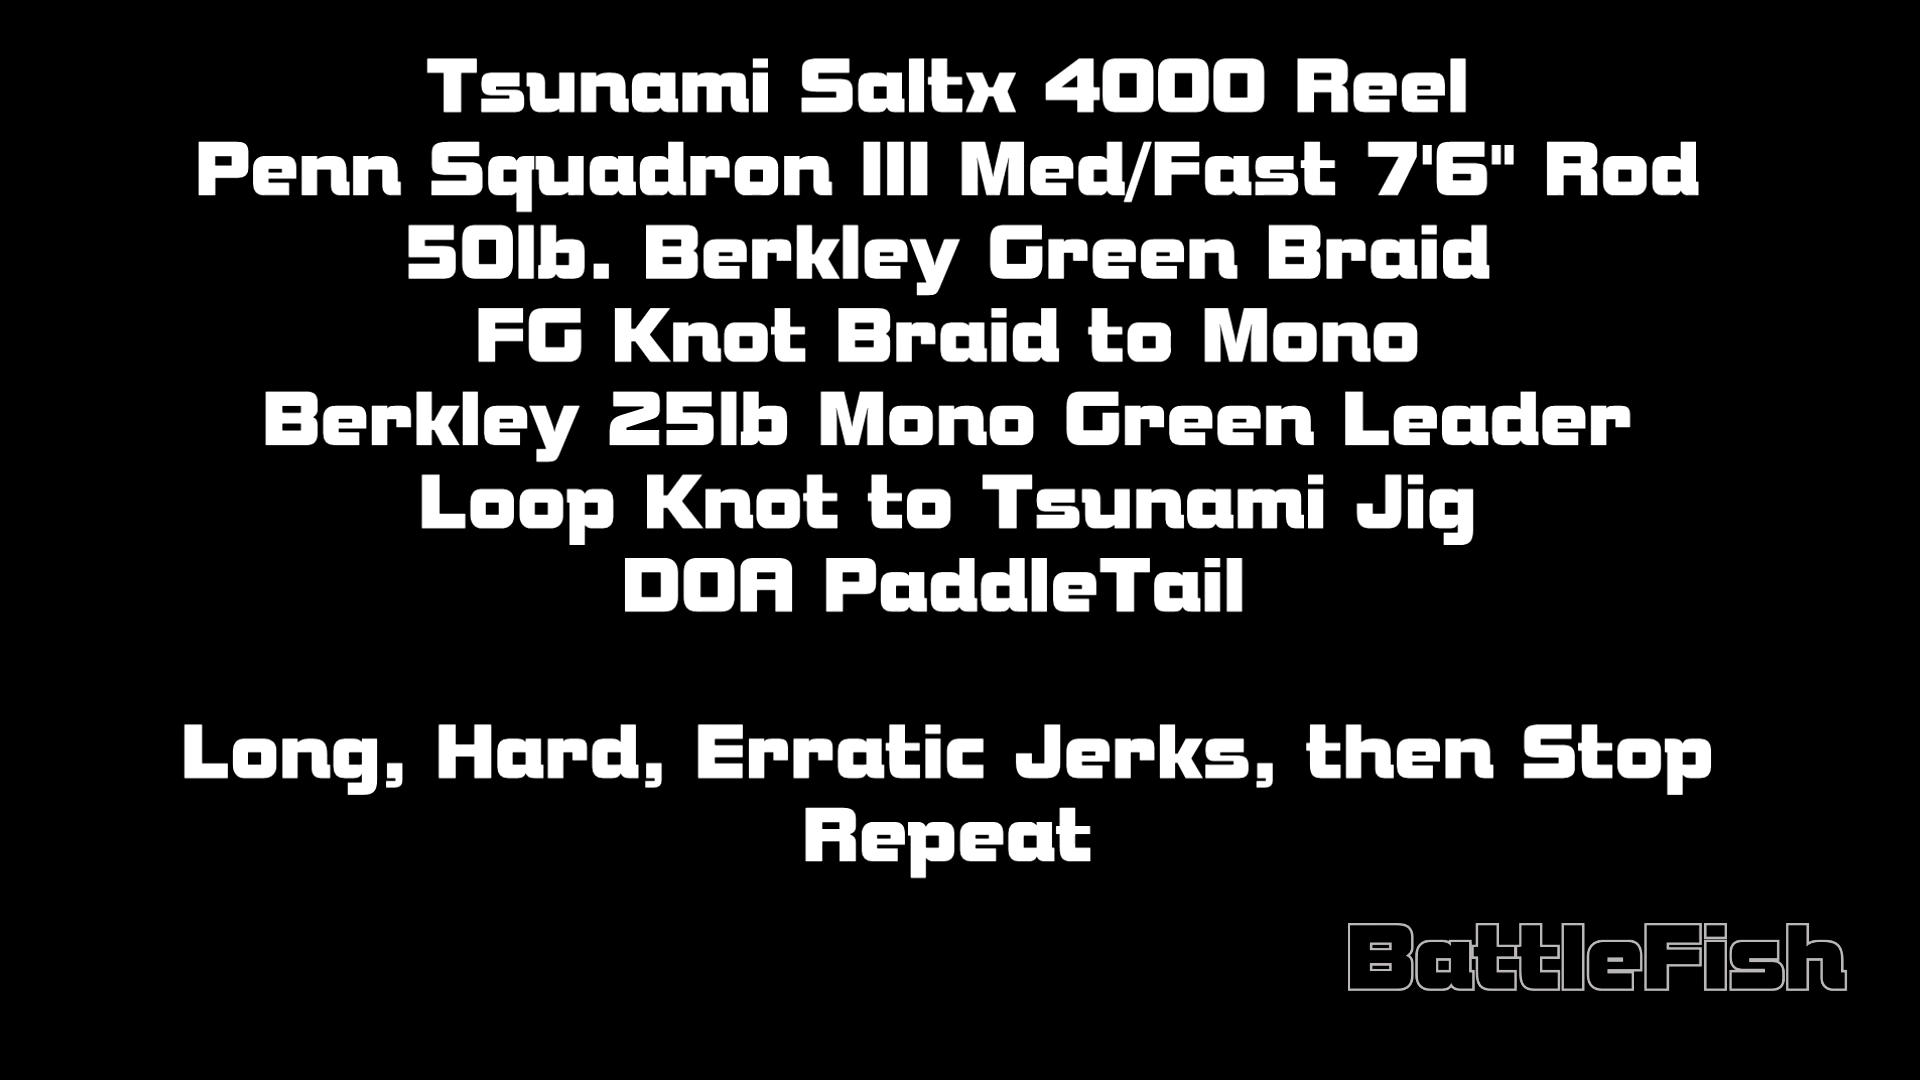 Tsunami Saltx 4000 Reel
Penn Squadron III Med/Fast 7'6" Rod
50lb. Berkley Green Braid
FG Knot Braid to Mono
Berkley 25lb Mono Green Leader
Loop Knot to Tsunami Jig
DOA PaddleTail
Long, Hard, Erratic Jerks, then Stop
Repeat
BattleFish